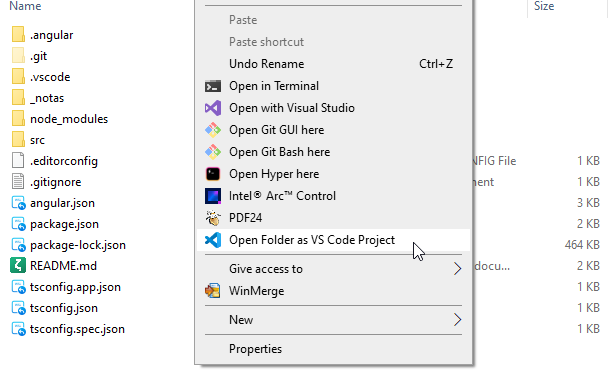 Name
Size
.angular
.git
.vscode
_notas
node_modules
src
.editorconfig
NFIG File
1 KB
.gitignore
ment
1 KB
angular.json
3 KB
package.json
2 KB
package-lock.json
464 KB
README.md
docu...
2 KB
tsconfig.app.json
1 KB
tsconfig.json
1 KB
tsconfig.spec.json
1 KB
Paste
Paste shortcut
Undo Rename Ctrl+Z
Open in Terminal
Open with Visual Studio
Open Git GUI here
Open Git Bash here
Open Hyper here
Intel® Arc™ Control
PDF24
Open Folder as VS Code Project
Give access to
WinMerge
New
Properties